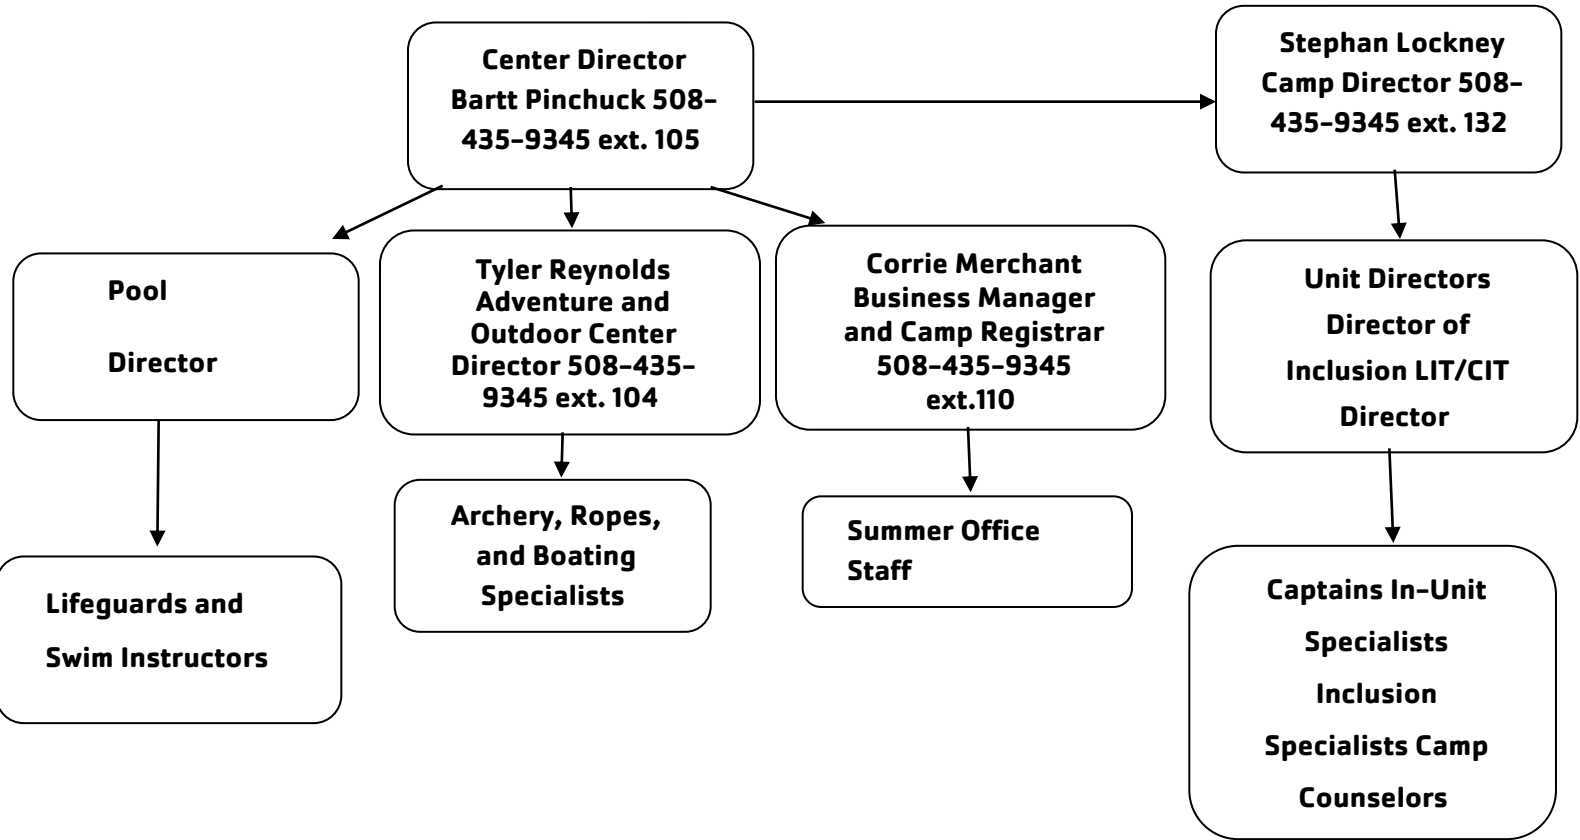 Center Director
Bartt Pinchuck 508-
435-9345 ext. 105
Stephan Lockney
Camp Director 508-
435-9345 ext. 132
Pool
Director
Tyler Reynolds
Adventure and
Outdoor Center
Director 508-435-
9345 ext. 104
Corrie Merchant
Business Manager
and Camp Registrar
508-435-9345
ext.110
Unit Directors
Director of
Inclusion LIT/CIT
Director
Lifeguards and
Swim Instructors
Archery, Ropes,
and Boating
Specialists
Summer Office
Staff
Captains In-Unit
Specialists
Inclusion
Specialists Camp
Counselors